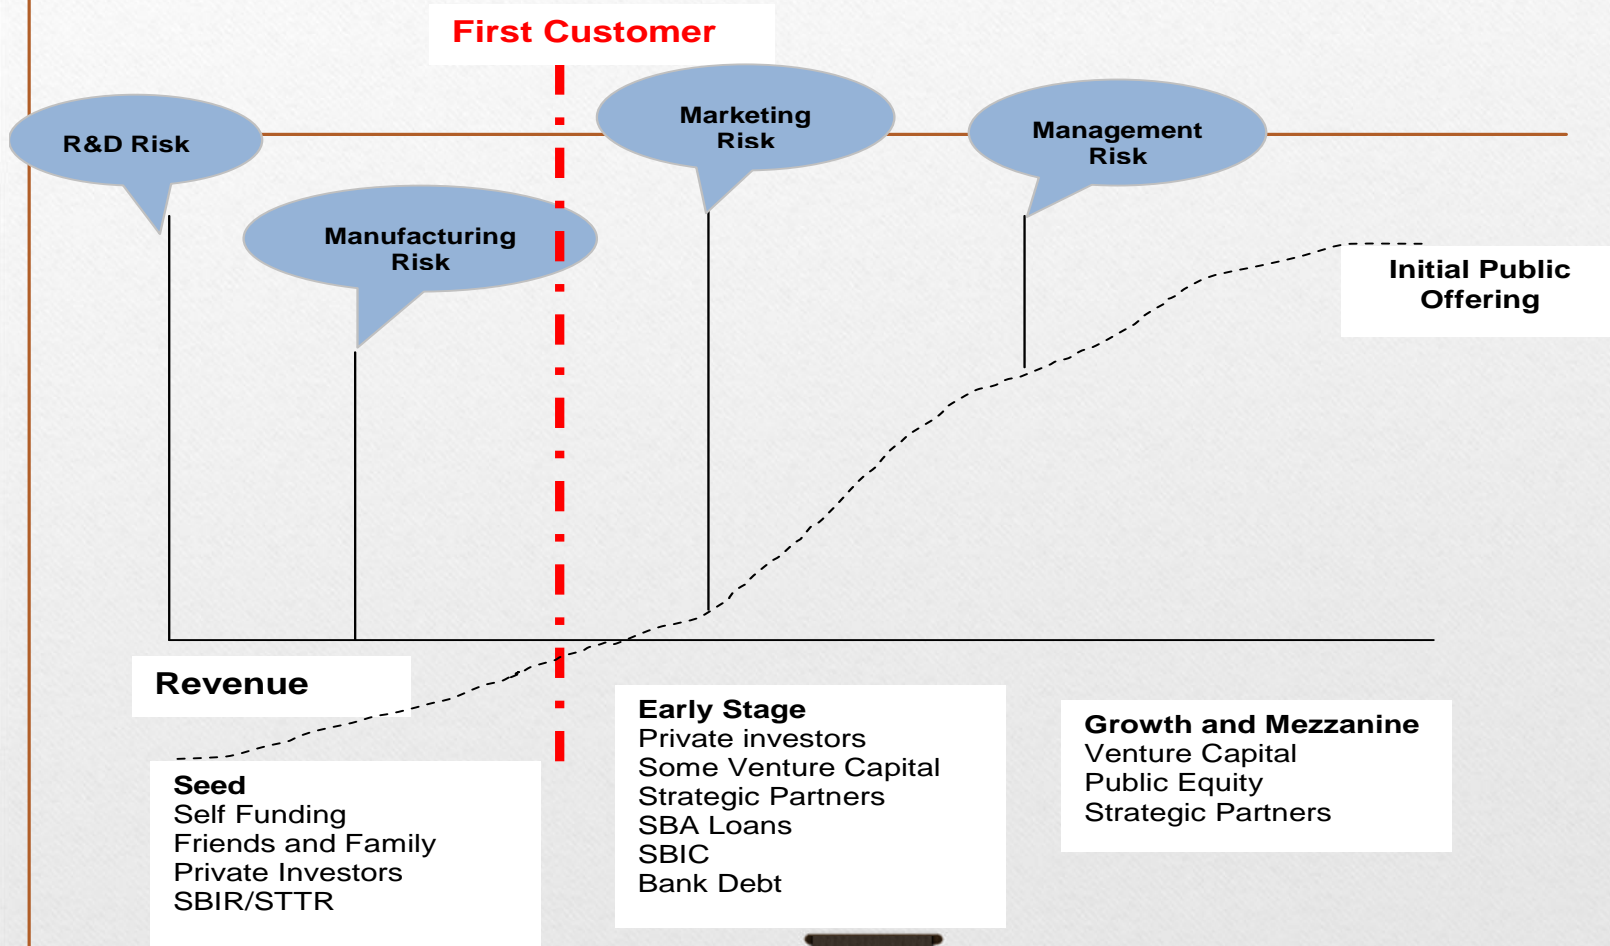 First Customer
R&D Risk
Manufacturing
Risk
Marketing
Risk
Management
Risk
Initial Public
Offering
Revenue
Seed
Self Funding
Friends and Family
Private Investors
SBIR/STTR
Early Stage
Private investors
Some Venture Capital
Strategic Partners
SBA Loans
SBIC
Bank Debt
Growth and Mezzanine
Venture Capital
Public Equity
Strategic Partners